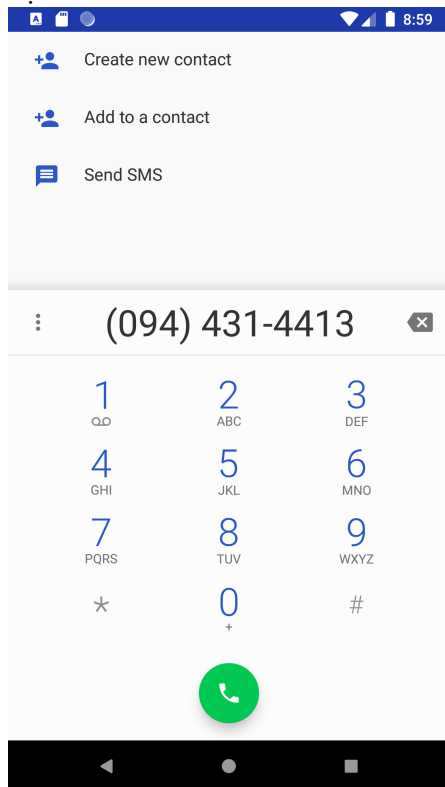 8:59
Create new contact
Add to a contact
Send SMS
(094) 431-4413
1 2 3
ABC DEF
4 5 6
GHI JKL MNO
7 8 9
PQRS TUV WXYZ
* 0 #
+